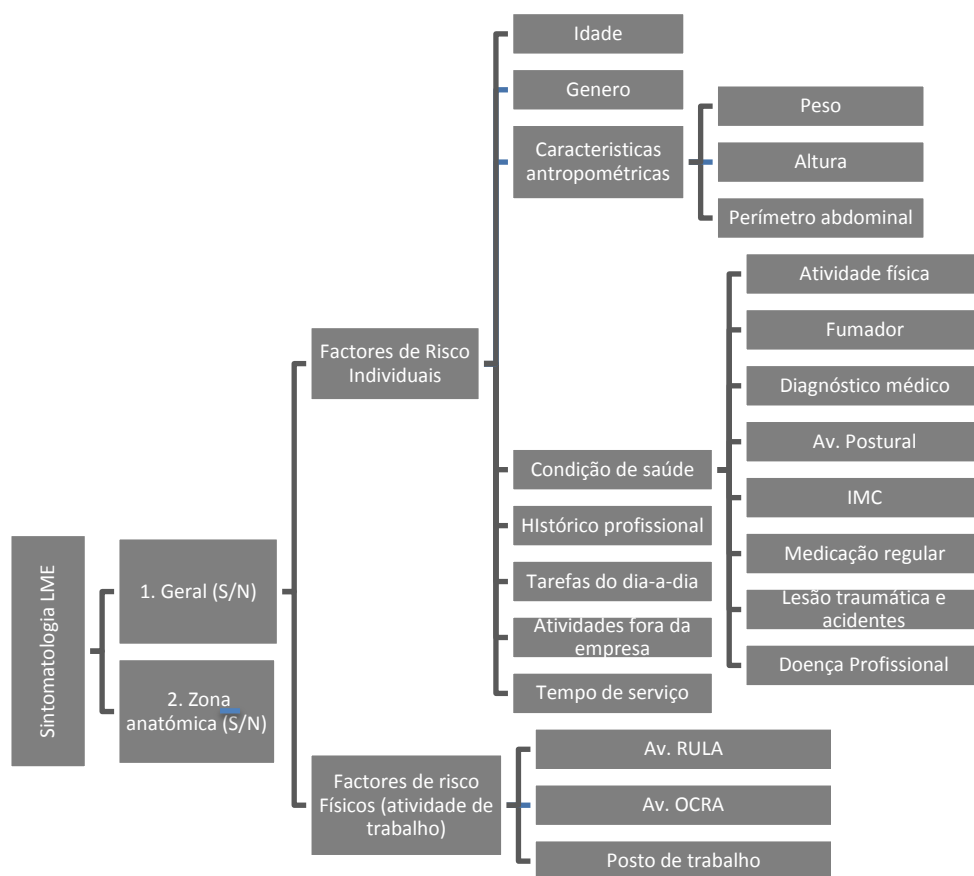 Sintomatologia LME
1. Geral (S/N)
2. Zona
anatómica (S/N)
Factores de Risco
Individuais
Idade
Genero
Caracteristicas
antropométricas
Peso
Altura
Perímetro abdominal
Condição de saúde
Atividade física
Fumador
Diagnóstico médico
Av. Postural
IMC
Medicação regular
Lesão traumática e
acidentes
Doença Profissional
HIstórico profissional
Tarefas do dia-a-dia
Atividades fora da
empresa
Tempo de serviço
Factores de risco
Físicos (atividade de
trabalho)
Av. RULA
Av. OCRA
Posto de trabalho